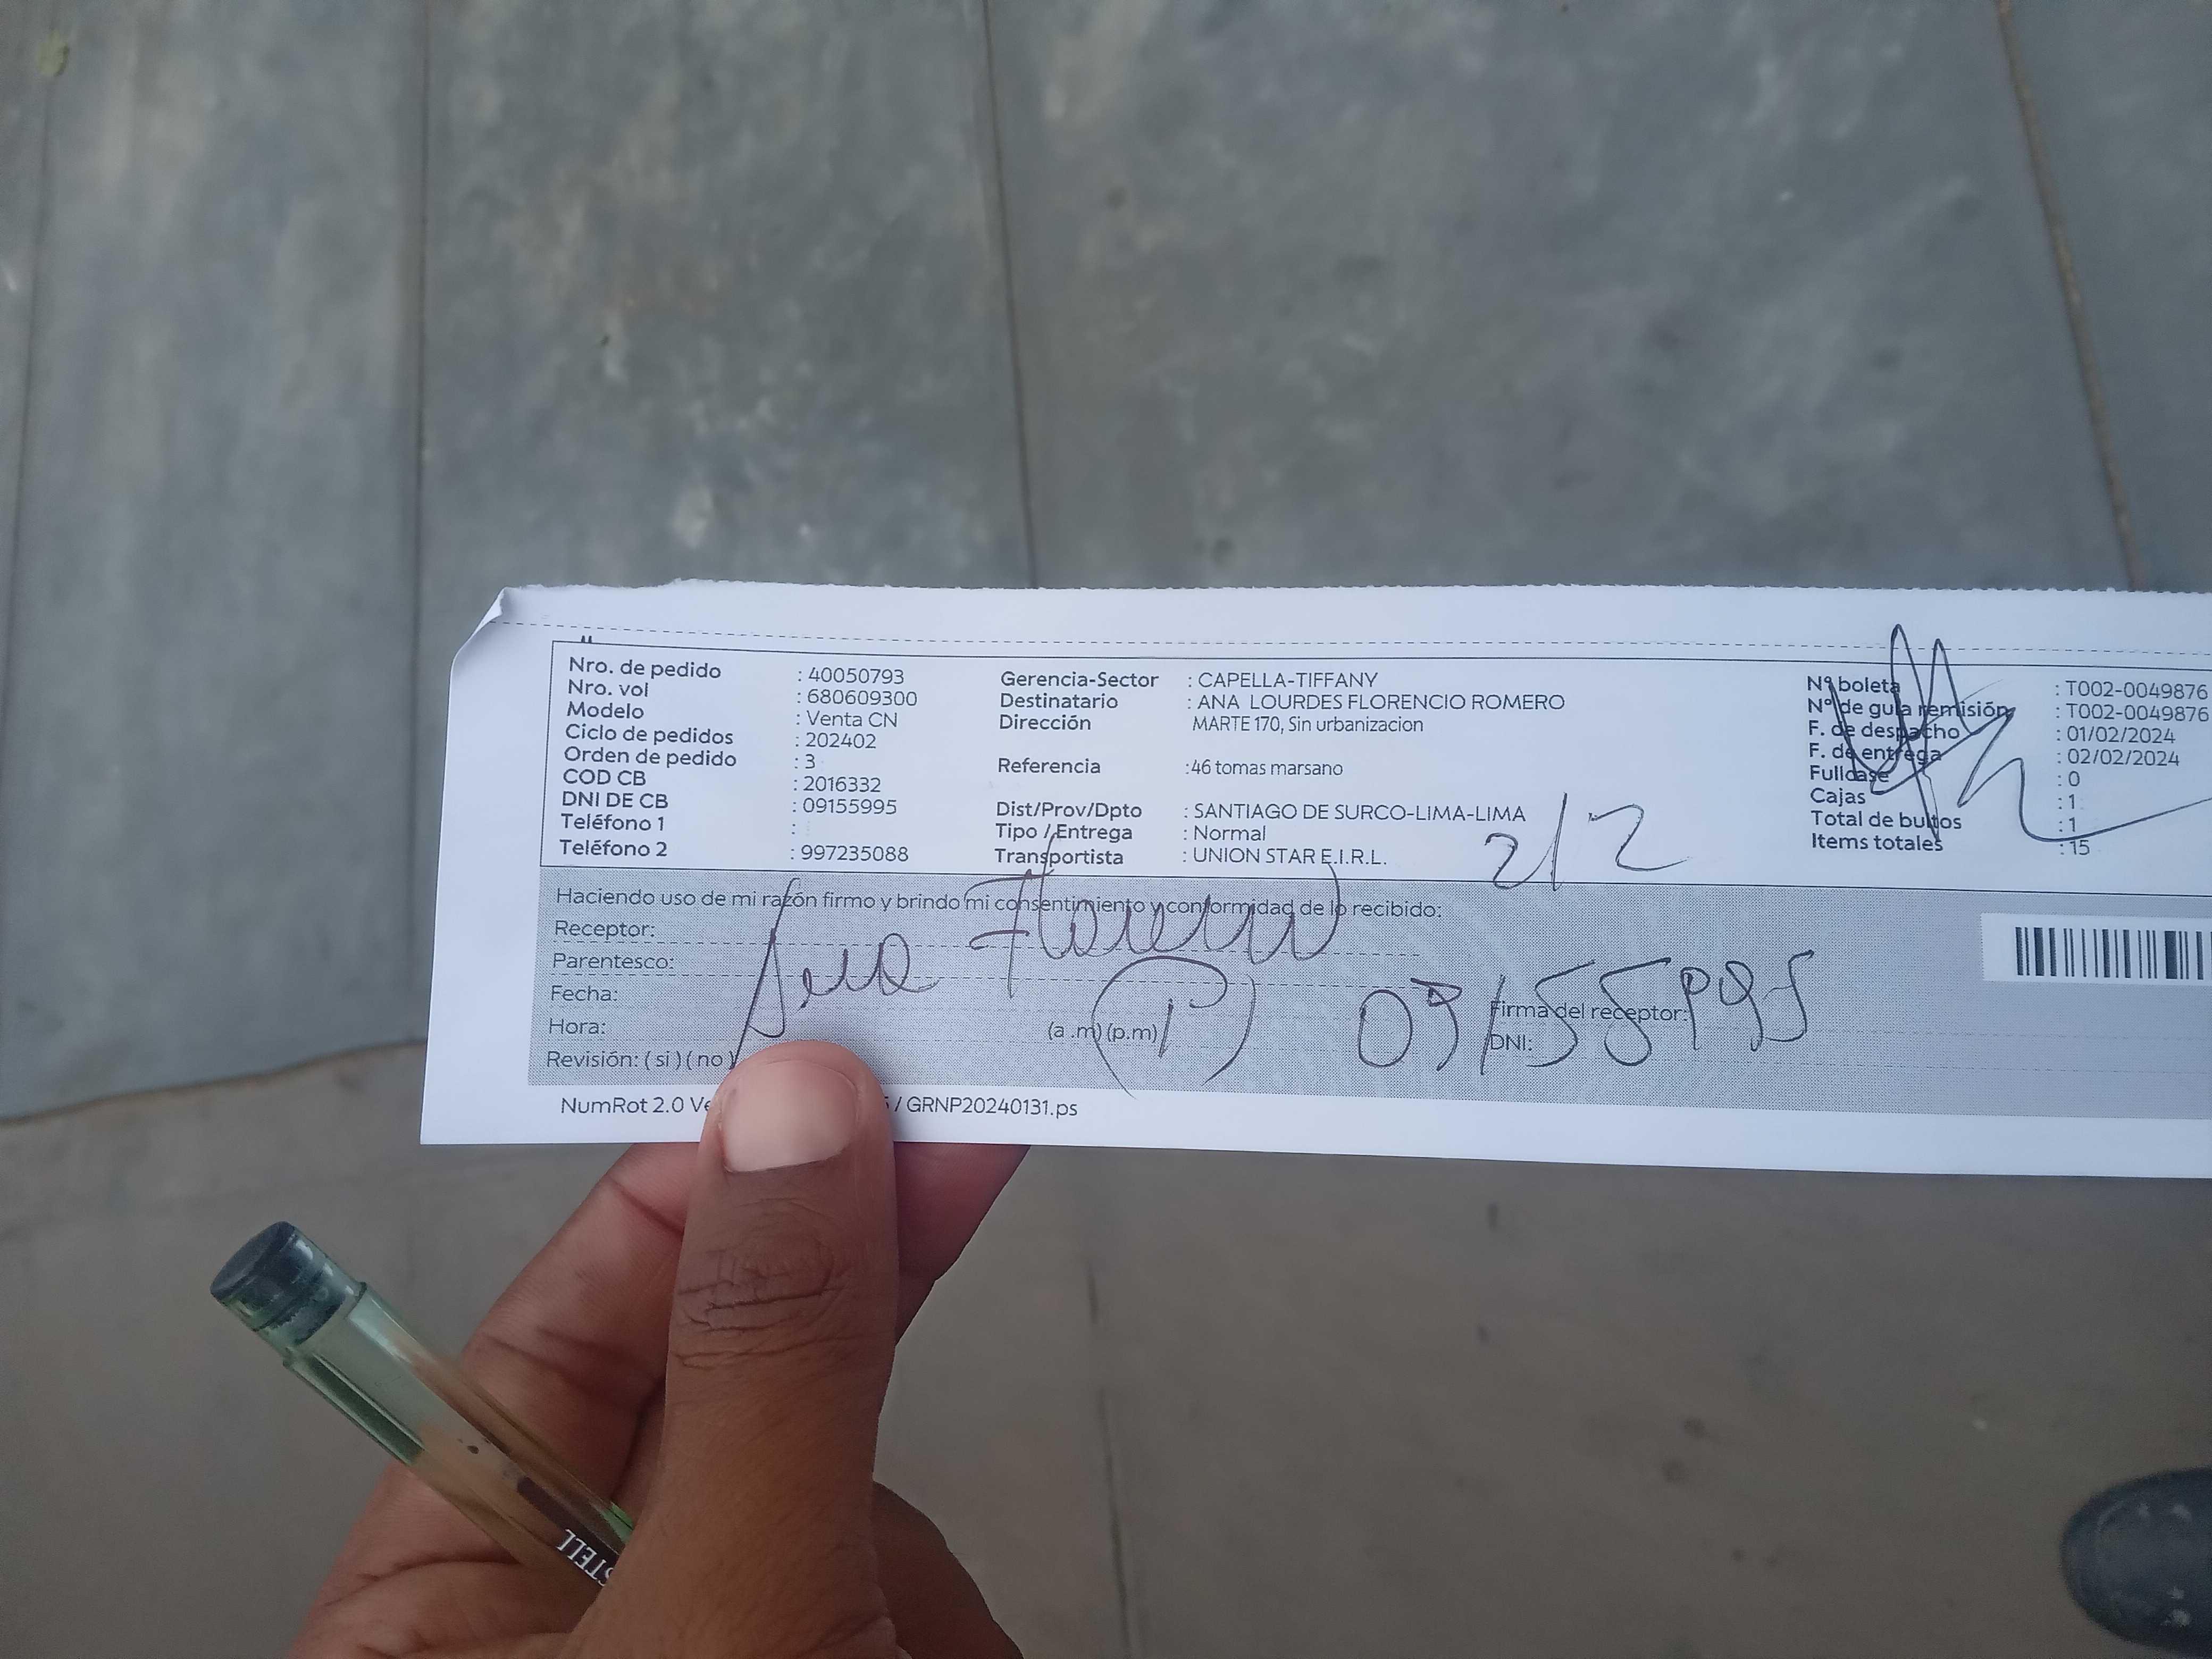 Nro. de pedido : 40050793
Nro. vol : 680609300
Modelo : Venta CN
Ciclo de pedidos : 202402
Orden de pedido : 3
COD CB : 2016332
DNI DE CB : 09155995
Teléfono 1 :
Teléfono 2 : 997235088
Gerencia-Sector : CAPELLA-TIFFANY
Destinatario : ANA LOURDES FLORENCIO ROMERO
Dirección MARTE 170, Sin urbanizacion
Referencia :46 tomas marsano
Dist/Prov/Dpto : SANTIAGO DE SURCO-LIMA-LIMA
Tipo / Entrega : Normal
Transportista : UNION STAR E.I.R.L.
2/2
Nº boleta : T002-0049876
Nº de guía remisión : T002-0049876
F. de despacho : 01/02/2024
F. de entrega : 02/02/2024
Fullcase : 0
Cajas : 1
Total de bultos : 1
Items totales : 15
Haciendo uso de mi razón firmo y brindo mi consentimiento y conformidad de lo recibido:
Receptor:
Parentesco:
Fecha:
Hora: (a .m) (p.m)
Revisión: ( si ) ( no )
Firma del receptor:
DNI:
09155995
NumRot 2.0 / GRNP20240131.ps